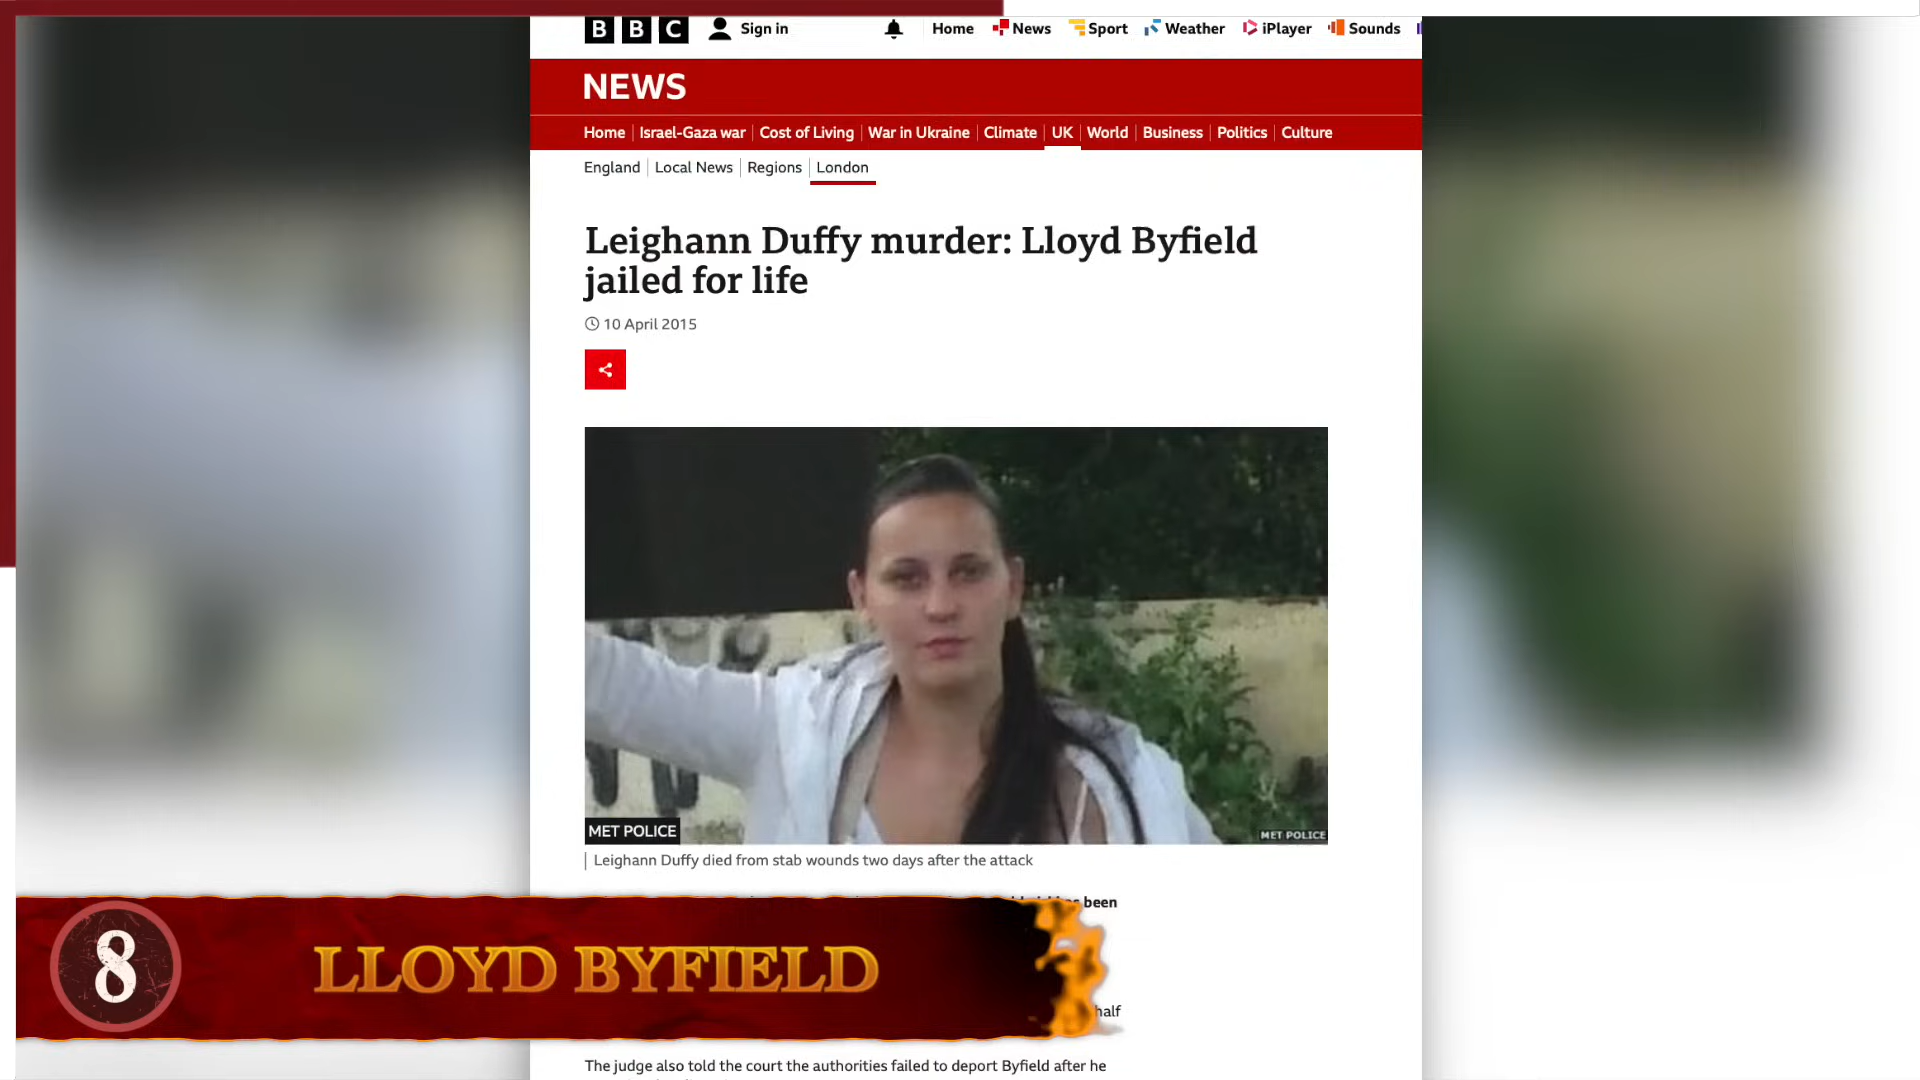 BBC Sign in Home News Sport Weather iPlayer Sounds
NEWS
Home Israel-Gaza war Cost of Living War in Ukraine Climate UK World Business Politics Culture
England Local News Regions London
Leighann Duffy murder: Lloyd Byfield
jailed for life
10 April 2015
MET POLICE
MET POLICE
Leighann Duffy died from stab wounds two days after the attack
been
8 LLOYD BYFIELD
half
The judge also told the court the authorities failed to deport Byfield after he